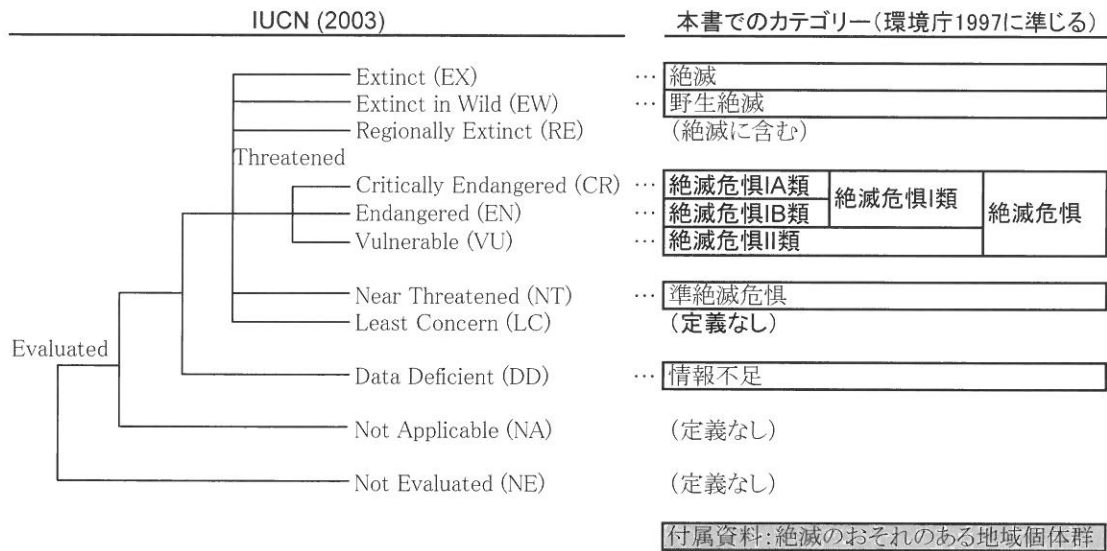 IUCN (2003) 本書でのカテゴリー(環境庁1997に準じる)
Extinct (EX) … 絶滅
Extinct in Wild (EW) … 野生絶滅
Regionally Extinct (RE) (絶滅に含む)
Threatened
Critically Endangered (CR) … 絶滅危惧IA類 絶滅危惧I類 絶滅危惧
Endangered (EN) … 絶滅危惧IB類
Vulnerable (VU) … 絶滅危惧II類
Near Threatened (NT) … 準絶滅危惧
Least Concern (LC) (定義なし)
Evaluated
Data Deficient (DD) … 情報不足
Not Applicable (NA) (定義なし)
Not Evaluated (NE) (定義なし)
付属資料:絶滅のおそれのある地域個体群